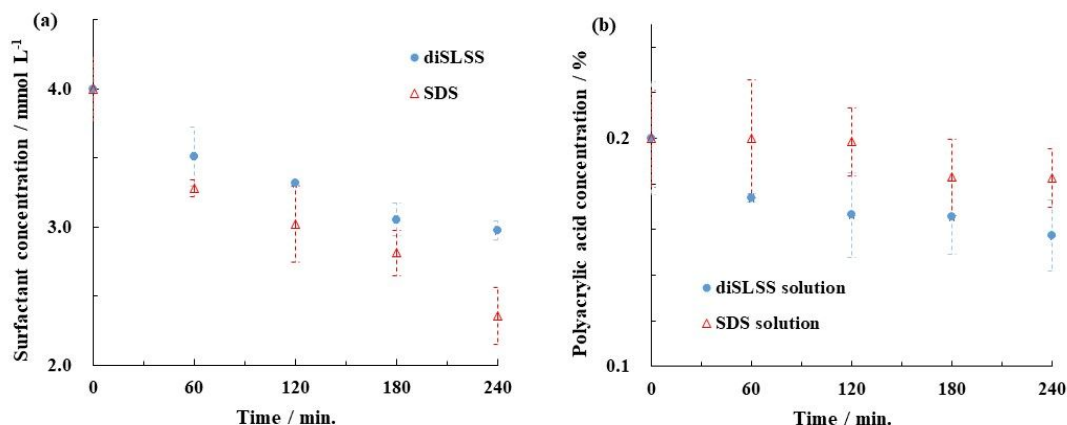 (a)
Surfactant concentration / mmol L-1
4.0
3.0
2.0
diSLSS
SDS
0 60 120 180 240
Time / min.
(b)
Polyacrylic acid concentration / %
0.2
0.1
diSLSS solution
SDS solution
0 60 120 180 240
Time / min.